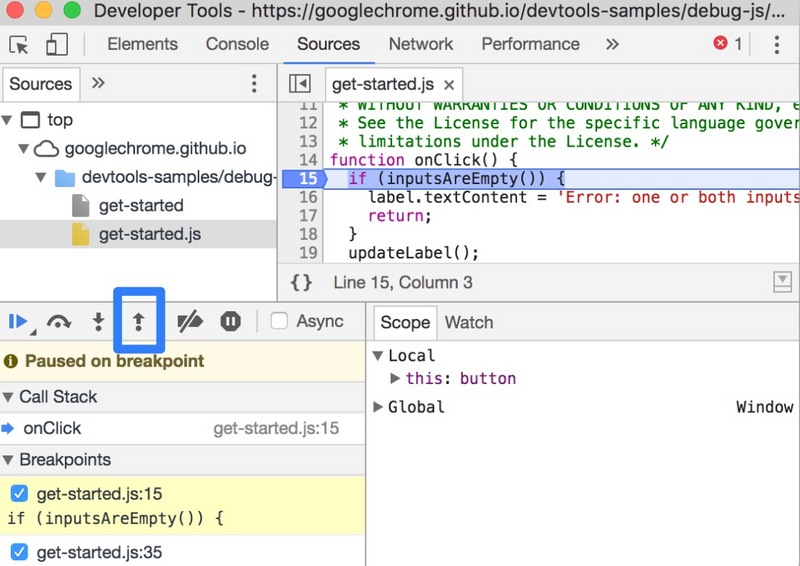 Developer Tools - https://googlechrome.github.io/devtools-samples/debug-js/...
Elements Console Sources Network Performance » 1
Sources »
top
googlechrome.github.io
devtools-samples/debug-
get-started
get-started.js
get-started.js ×
11 * WITHOUT WARRANTIES OR CONDITIONS OF ANY KIND, e
12 * See the License for the specific language gover
13 * limitations under the License. */
14 function onClick() {
15 if (inputsAreEmpty()) {
16 label.textContent = 'Error: one or both inputs
17 return;
18 }
19 updateLabel();
{} Line 15, Column 3
Async
Paused on breakpoint
Call Stack
onClick get-started.js:15
Breakpoints
get-started.js:15
if (inputsAreEmpty()) {
get-started.js:35
Scope Watch
Local
this: button
Global Window